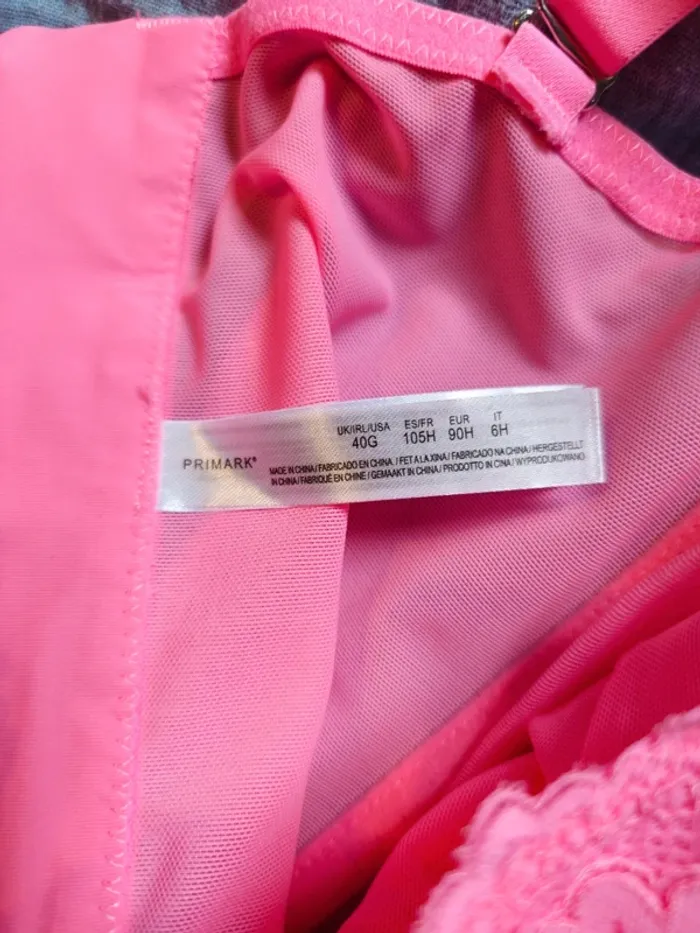 PRIMARK®
UK/IRL/USA ES/FR EUR IT
40G 105H 90H 6H
MADE IN CHINA / FABRICADO EN CHINA. / FET A LA XINA / FABRICADO NA CHINA / HERGESTELLT
IN CHINA / FABRIQUÉ EN CHINE / GEMAAKT IN CHINA / PRODOTTO IN CINA / WYPRODUKOWANO